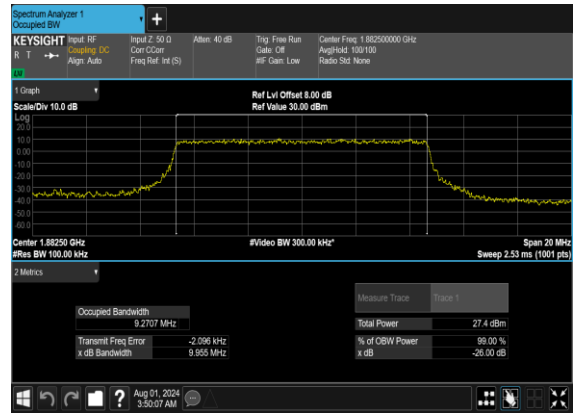 Spectrum Analyzer 1
Occupied BW
+
KEYSIGHT Input: RF Input Z: 50 Ω Atten: 40 dB Trig: Free Run Center Freq: 1.882500000 GHz
R T Coupling: DC Corr CCorr Gate: Off Avg|Hold: 100/100
Align: Auto Freq Ref: Int (S) #IF Gain: Low Radio Std: None
1 Graph
Ref Lvl Offset 8.00 dB
Scale/Div 10.0 dB Ref Value 30.00 dBm
Log
20.0
10.0
0.00
-10.0
-20.0
-30.0
-40.0
-50.0
-60.0
Center 1.88250 GHz #Video BW 300.00 kHz* Span 20 MHz
#Res BW 100.00 kHz Sweep 2.53 ms (1001 pts)
2 Metrics
Measure Trace Trace 1
Occupied Bandwidth
9.2707 MHz Total Power 27.4 dBm
Transmit Freq Error -2.096 kHz % of OBW Power 99.00 %
x dB Bandwidth 9.955 MHz x dB -26.00 dB
? Aug 01, 2024
3:50:07 AM